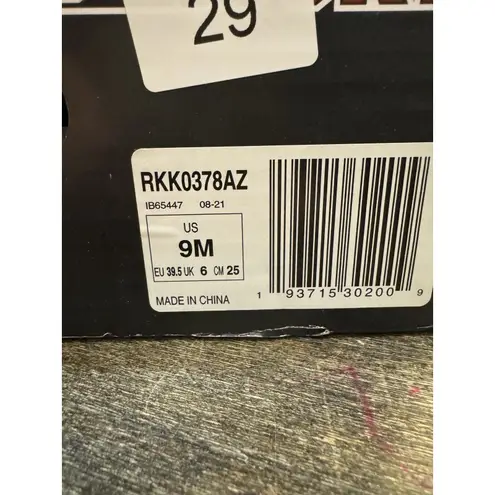 29
RKK0378AZ
IB65447 08-21
US
9M
EU 39.5 UK 6 CM 25
MADE IN CHINA
1 93715 30200 9